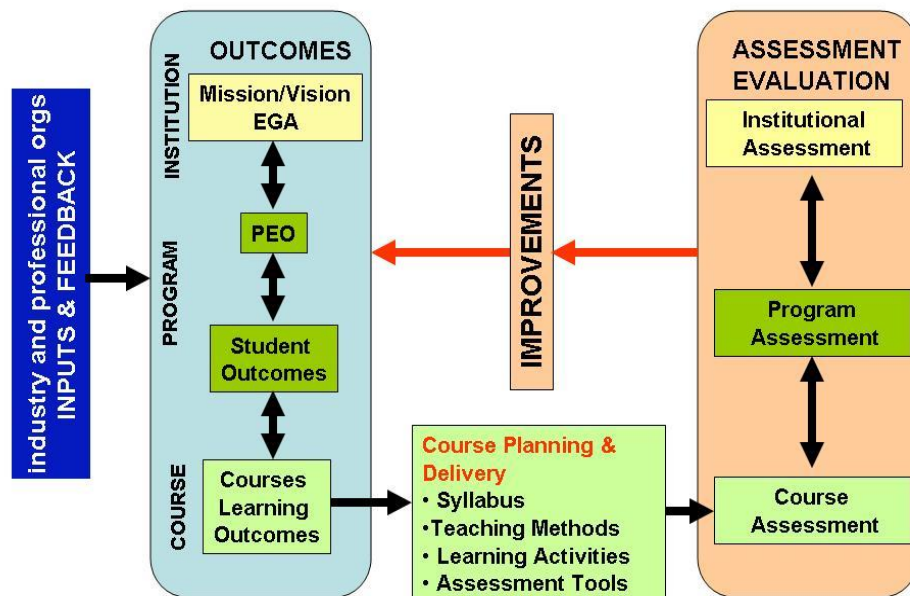 industry and professional orgs
INPUTS & FEEDBACK
OUTCOMES
INSTITUTION
Mission/Vision
EGA
PROGRAM
PEO
Student
Outcomes
COURSE
Courses
Learning
Outcomes
Course Planning &
Delivery
• Syllabus
•Teaching Methods
• Learning Activities
• Assessment Tools
IMPROVEMENTS
ASSESSMENT
EVALUATION
Institutional
Assessment
Program
Assessment
Course
Assessment